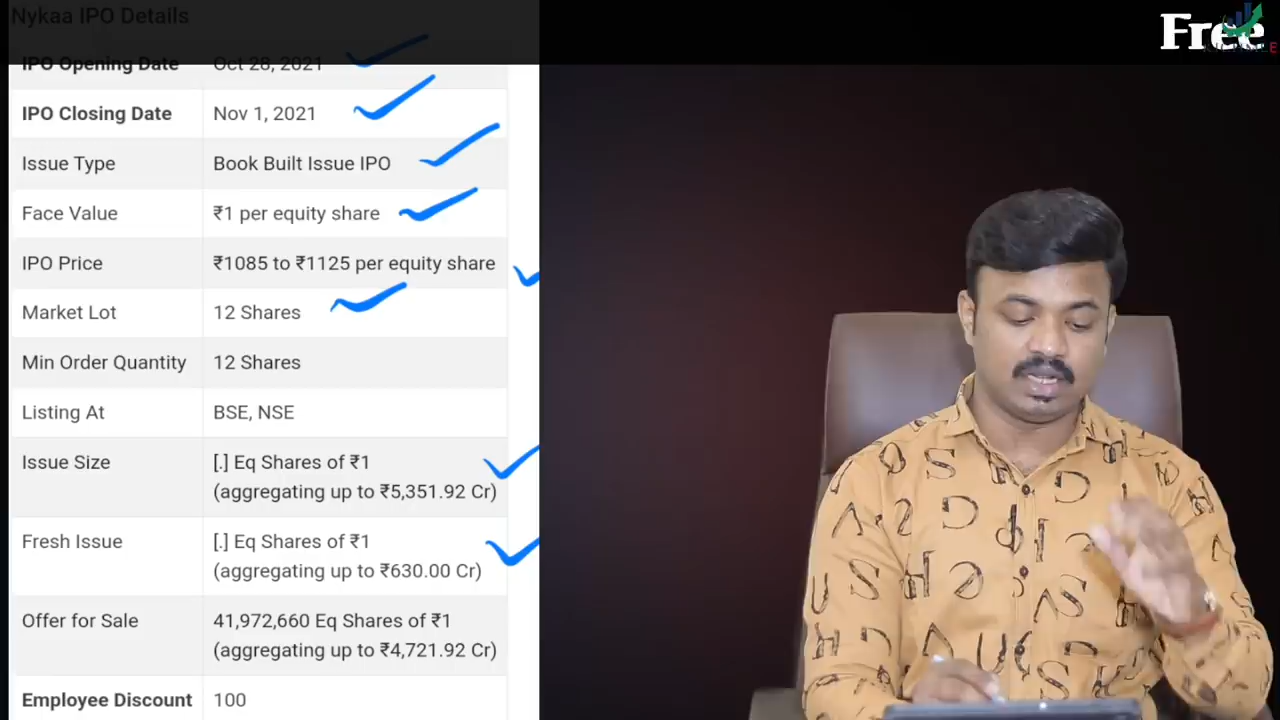 Nykaa IPO Details
Free
IPO Opening Date Oct 28, 2021
IPO Closing Date Nov 1, 2021
Issue Type Book Built Issue IPO
Face Value ₹1 per equity share
IPO Price ₹1085 to ₹1125 per equity share
Market Lot 12 Shares
Min Order Quantity 12 Shares
Listing At BSE, NSE
Issue Size [.] Eq Shares of ₹1
(aggregating up to ₹5,351.92 Cr)
Fresh Issue [.] Eq Shares of ₹1
(aggregating up to ₹630.00 Cr)
Offer for Sale 41,972,660 Eq Shares of ₹1
(aggregating up to ₹4,721.92 Cr)
Employee Discount 100